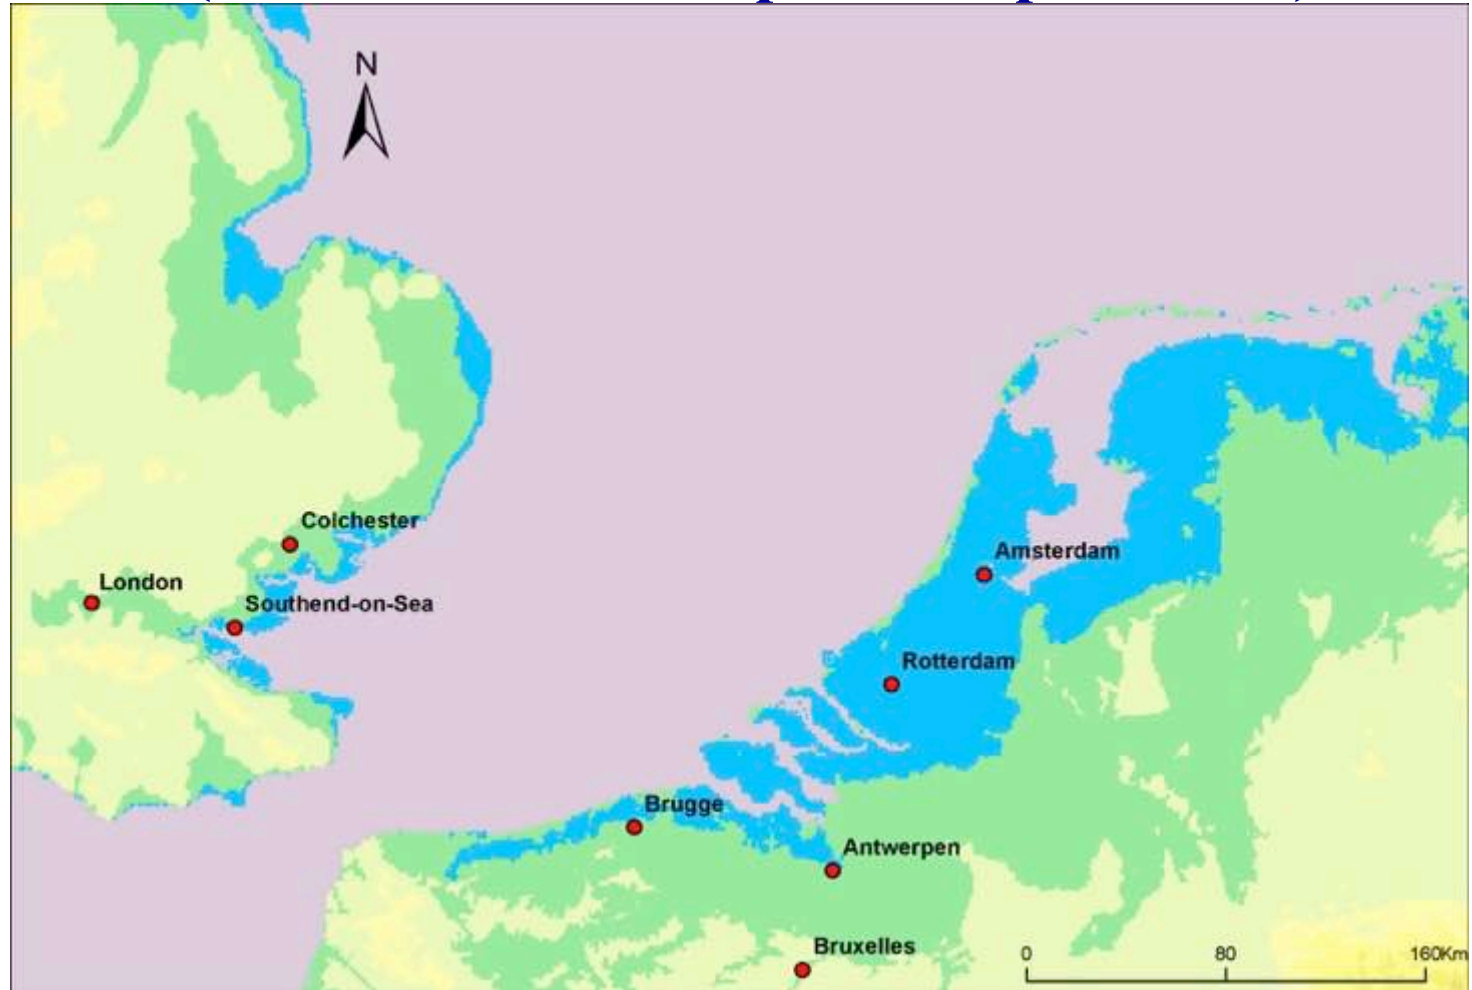 N
Colchester
London
Southend-on-Sea
Amsterdam
Rotterdam
Brugge
Antwerpen
Bruxelles
0 80 160Km